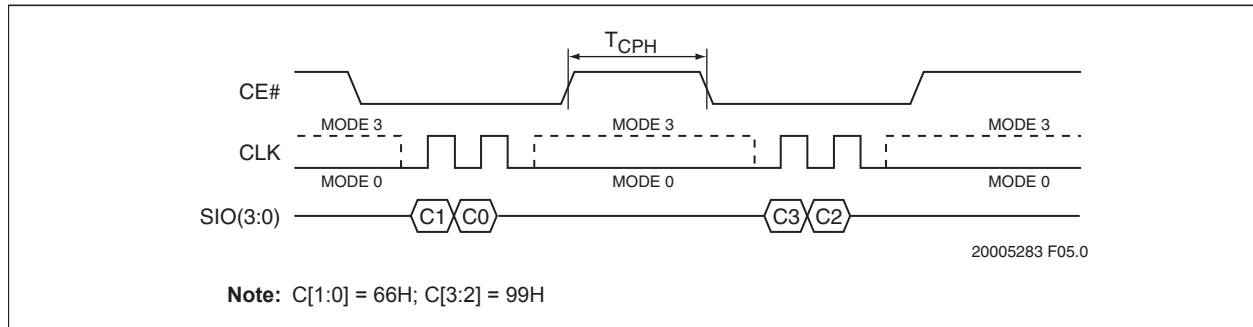 T_CPH
CE#
MODE 3 MODE 3 MODE 3
CLK
MODE 0 MODE 0 MODE 0
SIO(3:0) C1 C0 C3 C2
20005283 F05.0
Note: C[1:0] = 66H; C[3:2] = 99H